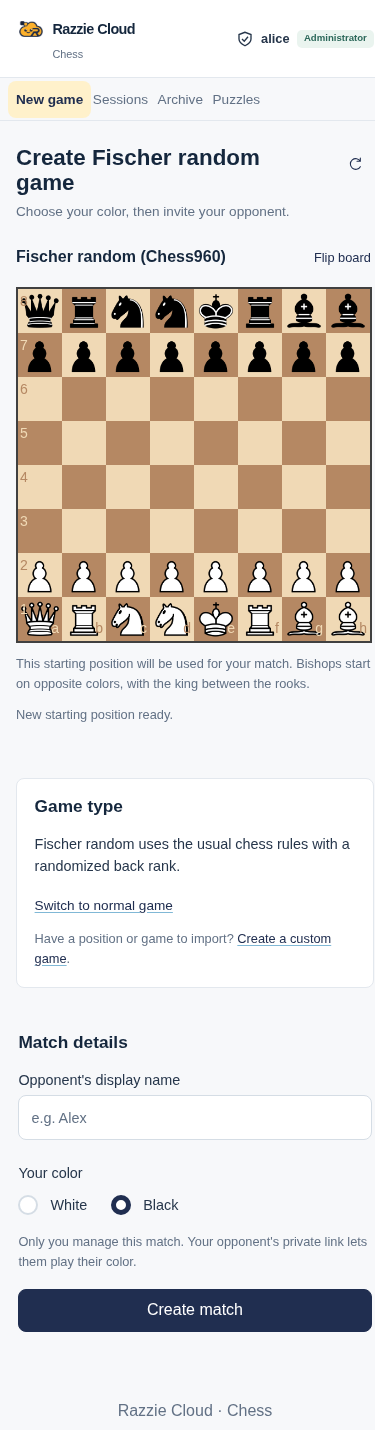 Razzie Cloud
Chess
alice Administrator
New game Sessions Archive Puzzles
Create Fischer random
game
Choose your color, then invite your opponent.
Fischer random (Chess960) Flip board
8
7
6
5
4
3
2
1
a b c d e f g h
This starting position will be used for your match. Bishops start
on opposite colors, with the king between the rooks.
New starting position ready.
Game type
Fischer random uses the usual chess rules with a
randomized back rank.
Switch to normal game
Have a position or game to import? Create a custom
game.
Match details
Opponent's display name
e.g. Alex
Your color
White Black
Only you manage this match. Your opponent's private link lets
them play their color.
Create match
Razzie Cloud · Chess